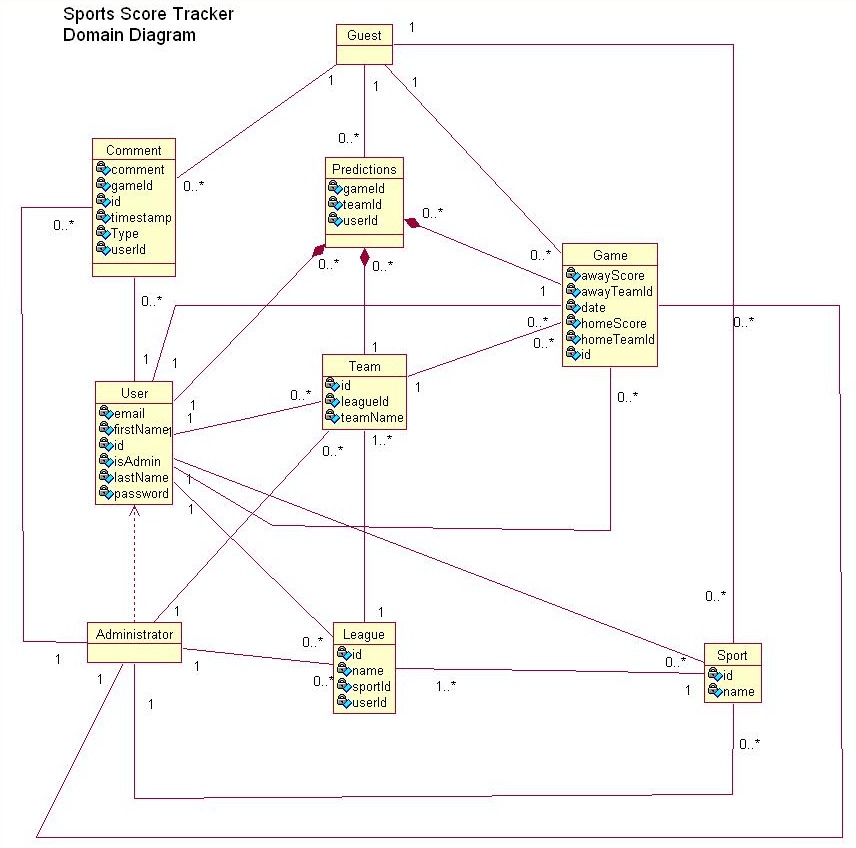 Sports Score Tracker
Domain Diagram
Guest
1
1
1
1
0..*
0..*
Comment
comment
gameId
id
timestamp
Type
userId
0..*
0..*
Predictions
gameId
teamId
userId
0..*
0..*
0..*
0..*
1
Game
awayScore
awayTeamId
date
homeScore
homeTeamId
id
0..*
0..*
0..*
0..*
1
1
1
1
Team
id
leagueId
teamName
1
0..*
0..*
1..*
User
email
firstName
id
isAdmin
lastName
password
1
1
1
1
1
Administrator
1
1
1
1
1
League
id
name
sportId
userId
1
0..*
0..*
1..*
Sport
id
name
0..*
0..*
1
0..*